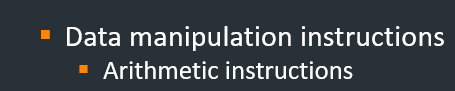 Data manipulation instructions
Arithmetic instructions